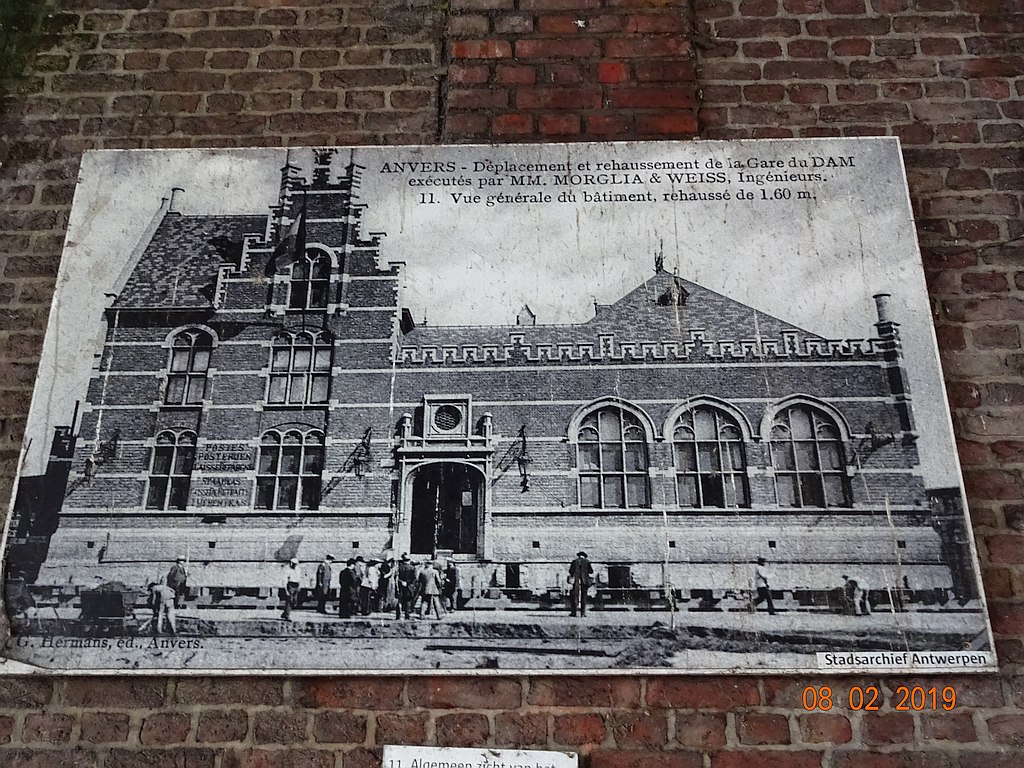 ANVERS - Déplacement et rehaussement de la Gare du DAM
exécutés par MM. MORGLIA & WEISS, Ingénieurs.
11. Vue générale du bâtiment, rehaussé de 1.60 m.
POSTES
POSTERIJEN
G. Hermans, éd., Anvers.
Stadsarchief Antwerpen
08 02 2019
11. Algemeen zicht van het